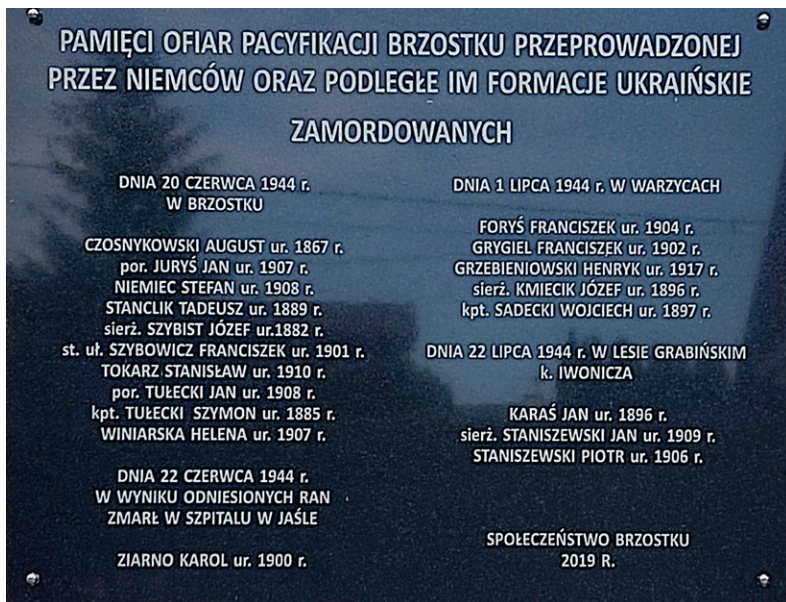 PAMIĘCI OFIAR PACYFIKACJI BRZOSTKU PRZEPROWADZONEJ
PRZEZ NIEMCÓW ORAZ PODLEGŁE IM FORMACJE UKRAIŃSKIE
ZAMORDOWANYCH
DNIA 20 CZERWCA 1944 r.
W BRZOSTKU
CZOSNYKOWSKI AUGUST ur. 1867 r.
por. JURYŚ JAN ur. 1907 r.
NIEMIEC STEFAN ur. 1908 r.
STANCLIK TADEUSZ ur. 1889 r.
sierż. SZYBIST JÓZEF ur.1882 r.
st. uł. SZYBOWICZ FRANCISZEK ur. 1901 r.
TOKARZ STANISŁAW ur. 1910 r.
por. TUŁECKI JAN ur. 1908 r.
kpt. TUŁECKI SZYMON ur. 1885 r.
WINIARSKA HELENA ur. 1907 r.
DNIA 22 CZERWCA 1944 r.
W WYNIKU ODNIESIONYCH RAN
ZMARŁ W SZPITALU W JAŚLE
ZIARNO KAROL ur. 1900 r.
DNIA 1 LIPCA 1944 r. W WARZYCACH
FORYŚ FRANCISZEK ur. 1904 r.
GRYGIEL FRANCISZEK ur. 1902 r.
GRZEBIENIOWSKI HENRYK ur. 1917 r.
sierż. KMIECIK JÓZEF ur. 1896 r.
kpt. SADECKI WOJCIECH ur. 1897 r.
DNIA 22 LIPCA 1944 r. W LESIE GRABIŃSKIM
k. IWONICZA
KARAŚ JAN ur. 1896 r.
sierż. STANISZEWSKI JAN ur. 1909 r.
STANISZEWSKI PIOTR ur. 1906 r.
SPOŁECZEŃSTWO BRZOSTKU
2019 R.